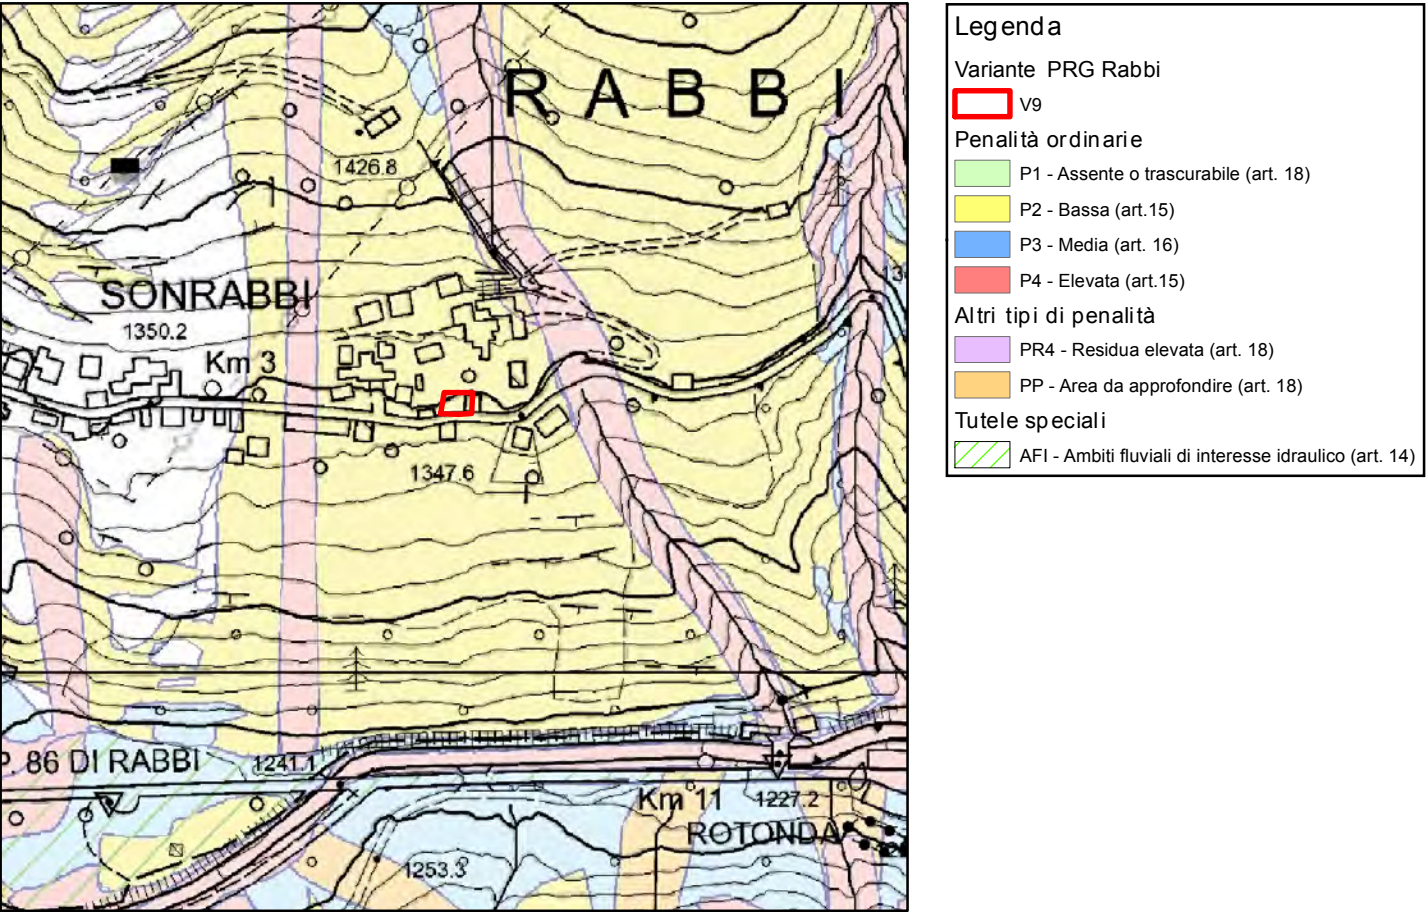 RABBI
1426.8
SONRABBI
1350.2
Km 3
1347.6
86 DI RABBI
1241.1
Km 11
1227.2
ROTONDA
1253.3
Legenda
Variante PRG Rabbi
V9
Penalità ordinarie
P1 - Assente o trascurabile (art. 18)
P2 - Bassa (art.15)
P3 - Media (art. 16)
P4 - Elevata (art.15)
Altri tipi di penalità
PR4 - Residua elevata (art. 18)
PP - Area da approfondire (art. 18)
Tutele speciali
AFI - Ambiti fluviali di interesse idraulico (art. 14)